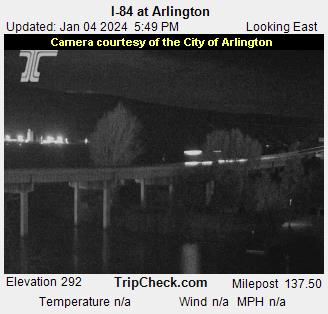 I-84 at Arlington
Updated: Jan 04 2024 5:49 PM Looking East
Camera courtesy of the City of Arlington
Elevation 292 TripCheck.com Milepost 137.50
Temperature n/a Wind n/a MPH n/a